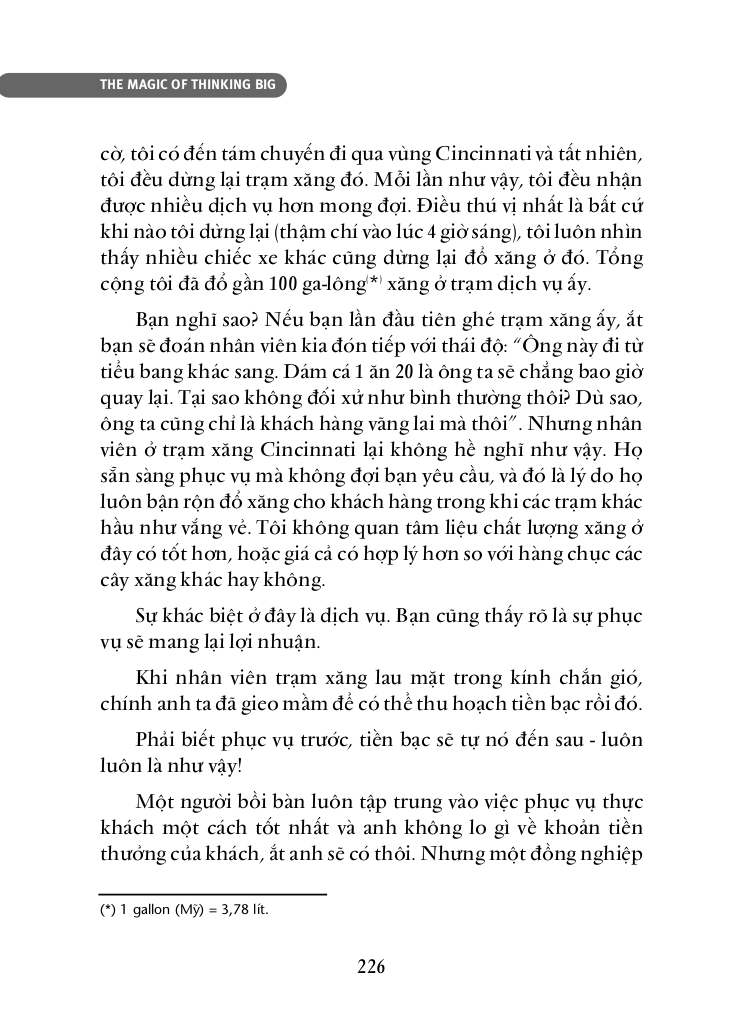 THE MAGIC OF THINKING BIG
cờ, tôi có đến tám chuyến đi qua vùng Cincinnati và tất nhiên,
tôi đều dừng lại trạm xăng đó. Mỗi lần như vậy, tôi đều nhận
được nhiều dịch vụ hơn mong đợi. Điều thú vị nhất là bất cứ
khi nào tôi dừng lại (thậm chí vào lúc 4 giờ sáng), tôi luôn nhìn
thấy nhiều chiếc xe khác cũng dừng lại đổ xăng ở đó. Tổng
cộng tôi đã đổ gần 100 ga-lông(*) xăng ở trạm dịch vụ ấy.
Bạn nghĩ sao? Nếu bạn lần đầu tiên ghé trạm xăng ấy, ắt
bạn sẽ đoán nhân viên kia đón tiếp với thái độ: “Ông này đi từ
tiểu bang khác sang. Dám cá 1 ăn 20 là ông ta sẽ chẳng bao giờ
quay lại. Tại sao không đối xử như bình thường thôi? Dù sao,
ông ta cũng chỉ là khách hàng vãng lai mà thôi”. Nhưng nhân
viên ở trạm xăng Cincinnati lại không hề nghĩ như vậy. Họ
sẵn sàng phục vụ mà không đợi bạn yêu cầu, và đó là lý do họ
luôn bận rộn đổ xăng cho khách hàng trong khi các trạm khác
hầu như vắng vẻ. Tôi không quan tâm liệu chất lượng xăng ở
đây có tốt hơn, hoặc giá cả có hợp lý hơn so với hàng chục các
cây xăng khác hay không.
Sự khác biệt ở đây là dịch vụ. Bạn cũng thấy rõ là sự phục
vụ sẽ mang lại lợi nhuận.
Khi nhân viên trạm xăng lau mặt trong kính chắn gió,
chính anh ta đã gieo mầm để có thể thu hoạch tiền bạc rồi đó.
Phải biết phục vụ trước, tiền bạc sẽ tự nó đến sau - luôn
luôn là như vậy!
Một người bồi bàn luôn tập trung vào việc phục vụ thực
khách một cách tốt nhất và anh không lo gì về khoản tiền
thưởng của khách, ắt anh sẽ có thôi. Nhưng một đồng nghiệp
(*) 1 gallon (Mỹ) = 3,78 lít.
226